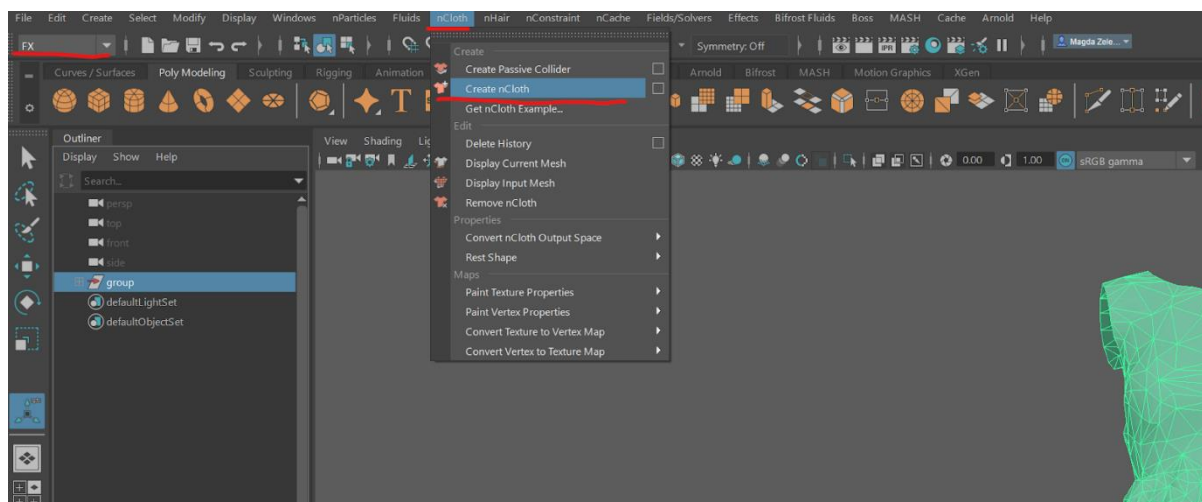 File Edit Create Select Modify Display Windows nParticles Fluids nCloth nHair nConstraint nCache Fields/Solvers Effects Bifrost Fluids Boss MASH Cache Arnold Help
FX Symmetry: Off IPR Magda Zele...
Curves / Surfaces Poly Modeling Sculpting Rigging Animation Arnold Bifrost MASH Motion Graphics XGen
T
Create
Create Passive Collider
Create nCloth
Get nCloth Example...
Edit
Delete History
Display Current Mesh
Display Input Mesh
Remove nCloth
Properties
Convert nCloth Output Space
Rest Shape
Maps
Paint Texture Properties
Paint Vertex Properties
Convert Texture to Vertex Map
Convert Vertex to Texture Map
Outliner
Display Show Help
Search...
persp
top
front
side
group
defaultLightSet
defaultObjectSet
View Shading
0.00 1.00 sRGB gamma